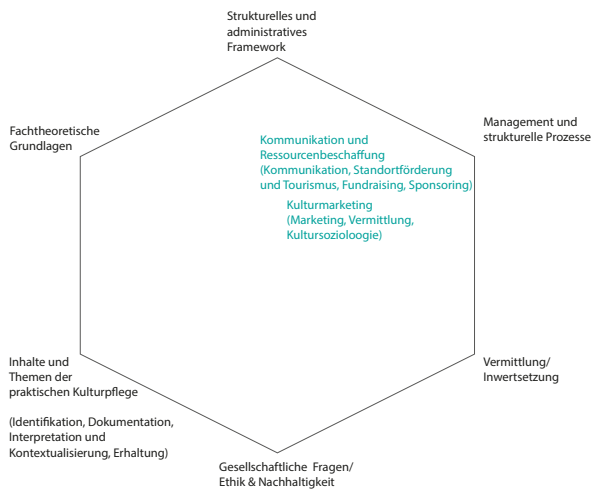 Strukturelles und
administratives
Framework
Fachtheoretische
Grundlagen
Management und
strukturelle Prozesse
Kommunikation und
Ressourcenbeschaffung
(Kommunikation, Standortförderung
und Tourismus, Fundraising, Sponsoring)
Kulturmarketing
(Marketing, Vermittlung,
Kultursozioloogie)
Inhalte und
Themen der
praktischen Kulturpflege
(Identifikation, Dokumentation,
Interpretation und
Kontextualisierung, Erhaltung)
Vermittlung/
Inwertsetzung
Gesellschaftliche Fragen/
Ethik & Nachhaltigkeit